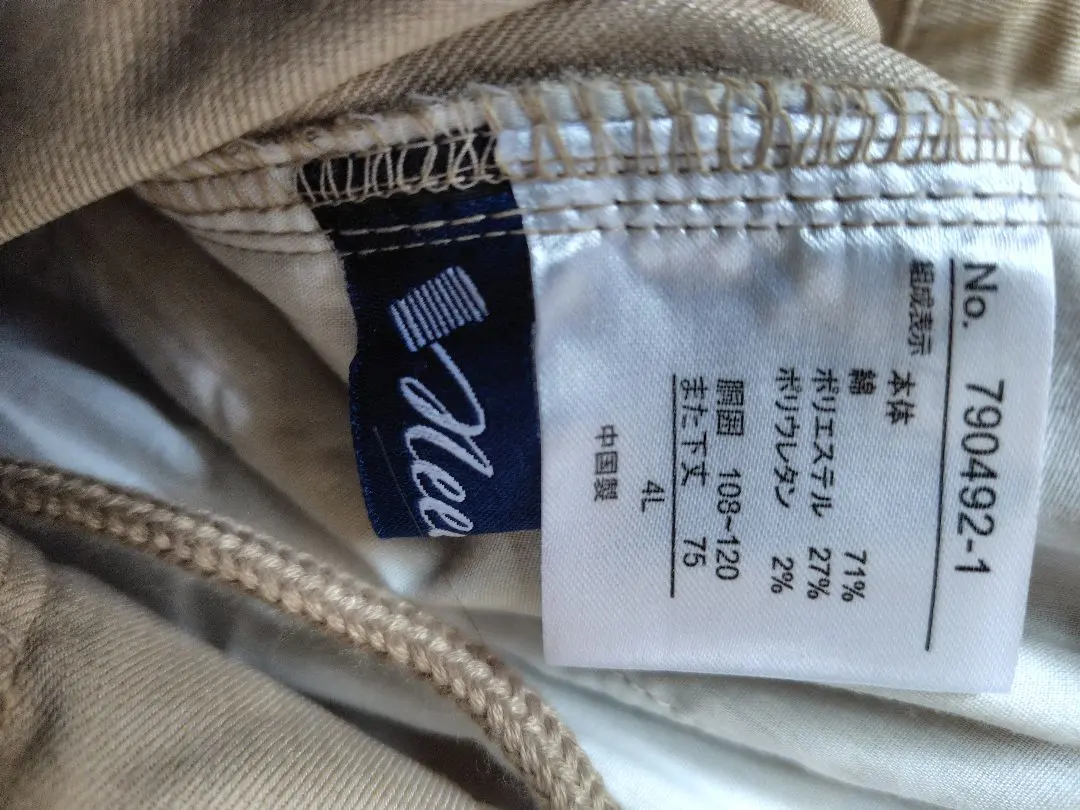 No. 790492-1
組成表示
本体
綿 71%
ポリエステル 27%
ポリウレタン 2%
胴囲 108~120
また下丈 75
4L
中国製